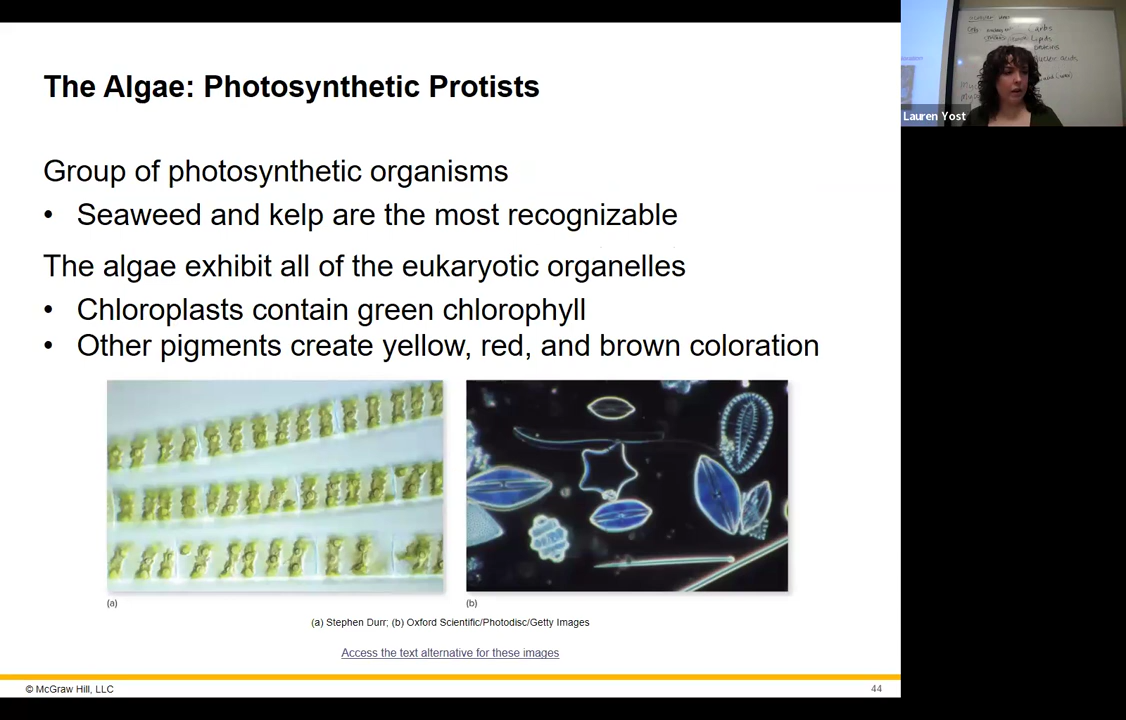 The Algae: Photosynthetic Protists
Group of photosynthetic organisms
• Seaweed and kelp are the most recognizable
The algae exhibit all of the eukaryotic organelles
• Chloroplasts contain green chlorophyll
• Other pigments create yellow, red, and brown coloration
(a)
(b)
(a) Stephen Durr; (b) Oxford Scientific/Photodisc/Getty Images
Access the text alternative for these images
© McGraw Hill, LLC
44
Carbs
Lipids
Lauren Yost